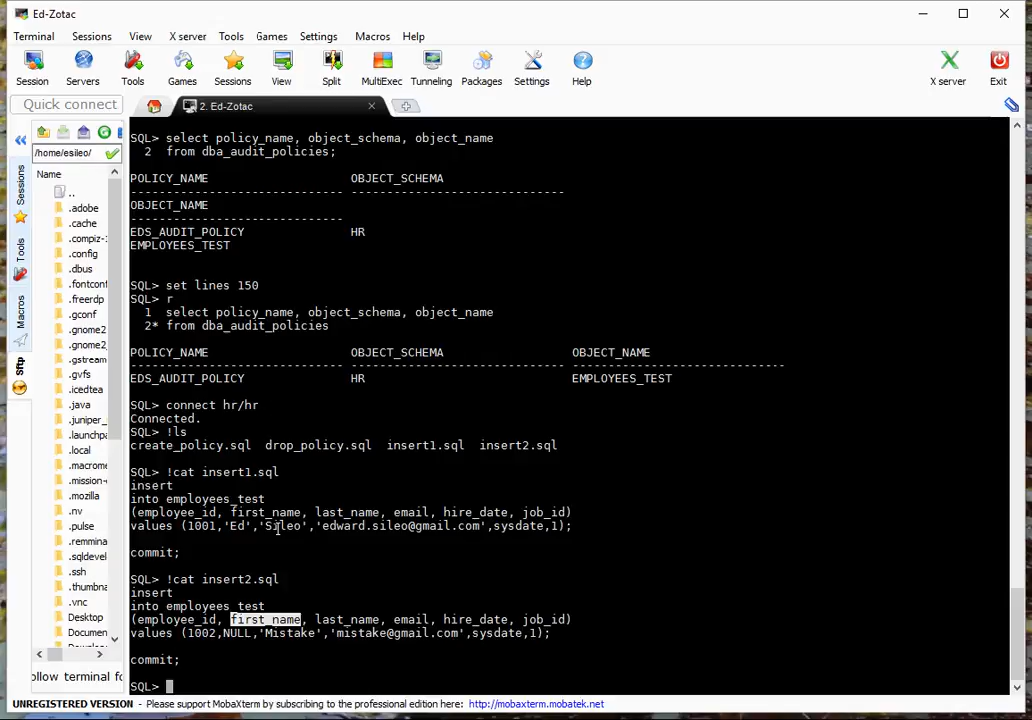 Ed-Zotac
Terminal Sessions View X server Tools Games Settings Macros Help
Session Servers Tools Games Sessions View Split MultiExec Tunneling Packages Settings Help X server Exit
Quick connect
2. Ed-Zotac
/home/esileo/
Name
..
.adobe
.cache
.compiz-1
.config
.dbus
.fontconf
.freerdp
.gconf
.gnome2
.gnome2_
.gstream
.gvfs
.icedtea
.java
.juniper_
.launchpa
.local
.macrome
.mission-
.mozilla
.nv
.pulse
.remmina
.sqldevel
.ssh
.thumbna
.vnc
Desktop
Documen
ollow terminal fo
Sessions
Tools
Macros
Sftp
SQL> select policy_name, object_schema, object_name
2 from dba_audit_policies;
POLICY_NAME OBJECT_SCHEMA
------------------------------ ------------------------------
OBJECT_NAME
------------------------------
EDS_AUDIT_POLICY HR
EMPLOYEES_TEST
SQL> set lines 150
SQL> r
1 select policy_name, object_schema, object_name
2* from dba_audit_policies
POLICY_NAME OBJECT_SCHEMA OBJECT_NAME
------------------------------ ------------------------------ ------------------------------
EDS_AUDIT_POLICY HR EMPLOYEES_TEST
SQL> connect hr/hr
Connected.
SQL> !ls
create_policy.sql drop_policy.sql insert1.sql insert2.sql
SQL> !cat insert1.sql
insert
into employees_test
(employee_id, first_name, last_name, email, hire_date, job_id)
values (1001,'Ed','Sileo','edward.sileo@gmail.com',sysdate,1);
commit;
SQL> !cat insert2.sql
insert
into employees_test
(employee_id, first_name, last_name, email, hire_date, job_id)
values (1002,NULL,'Mistake','mistake@gmail.com',sysdate,1);
commit;
SQL>
UNREGISTERED VERSION - Please support MobaXterm by subscribing to the professional edition here: http://mobaxterm.mobatek.net